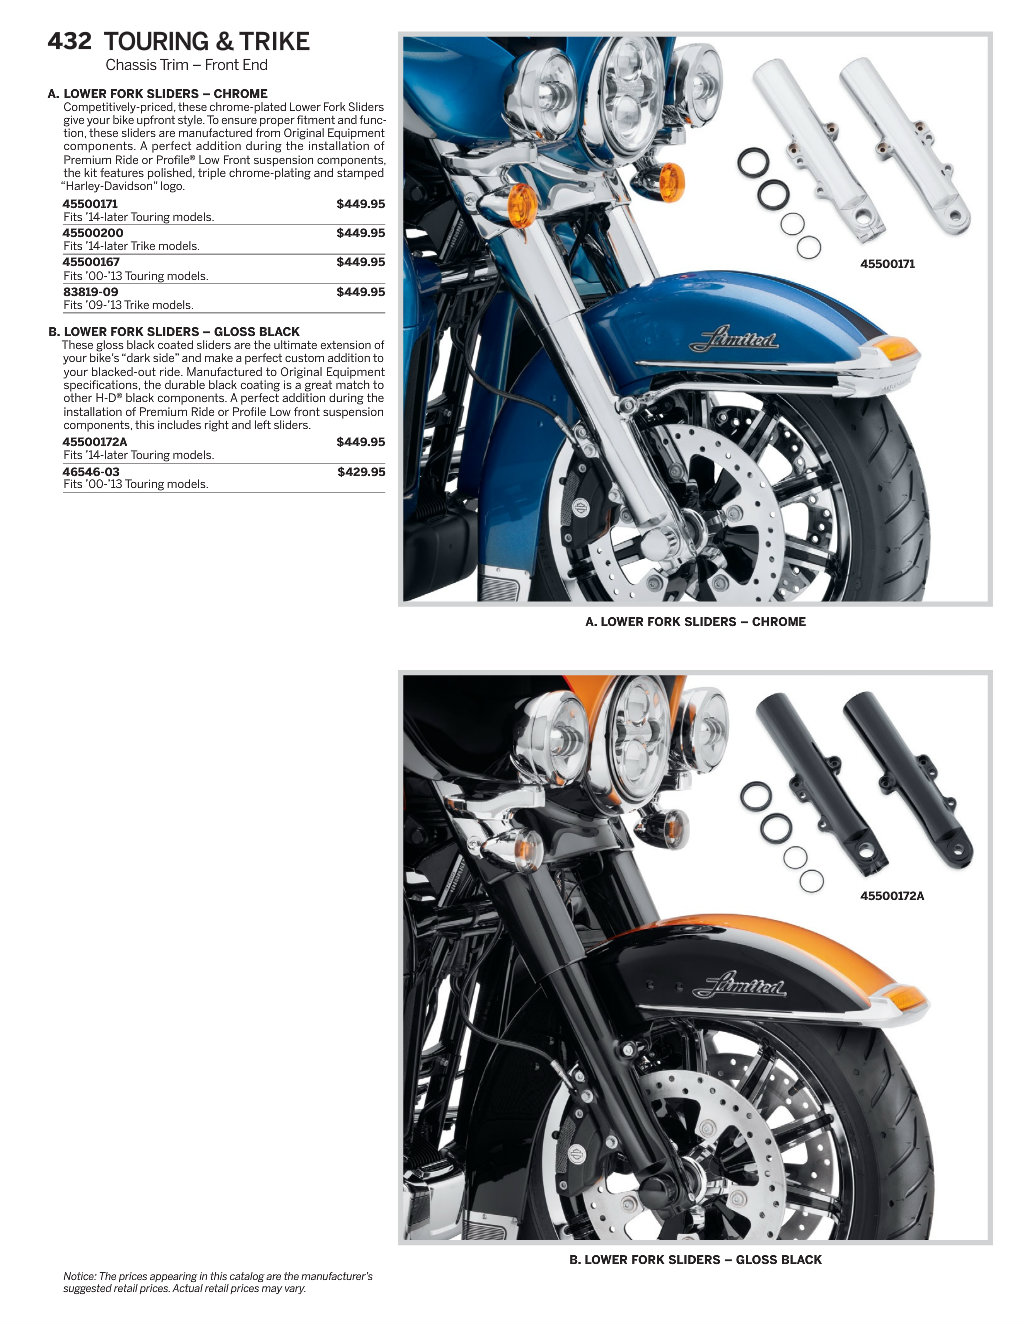 432 TOURING & TRIKE
Chassis Trim – Front End
A. LOWER FORK SLIDERS – CHROME
Competitively-priced, these chrome-plated Lower Fork Sliders
give your bike upfront style. To ensure proper fitment and func-
tion, these sliders are manufactured from Original Equipment
components. A perfect addition during the installation of
Premium Ride or Profile® Low Front suspension components,
the kit features polished, triple chrome-plating and stamped
“Harley-Davidson” logo.
45500171 $449.95
Fits ’14-later Touring models.
45500200 $449.95
Fits ’14-later Trike models.
45500167 $449.95
Fits ’00-’13 Touring models.
83819-09 $449.95
Fits ’09-’13 Trike models.
B. LOWER FORK SLIDERS – GLOSS BLACK
These gloss black coated sliders are the ultimate extension of
your bike’s “dark side” and make a perfect custom addition to
your blacked-out ride. Manufactured to Original Equipment
specifications, the durable black coating is a great match to
other H-D® black components. A perfect addition during the
installation of Premium Ride or Profile Low front suspension
components, this includes right and left sliders.
45500172A $449.95
Fits ’14-later Touring models.
46546-03 $429.95
Fits ’00-’13 Touring models.
45500171
Limited
A. LOWER FORK SLIDERS – CHROME
45500172A
Limited
B. LOWER FORK SLIDERS – GLOSS BLACK
Notice: The prices appearing in this catalog are the manufacturer’s
suggested retail prices. Actual retail prices may vary.